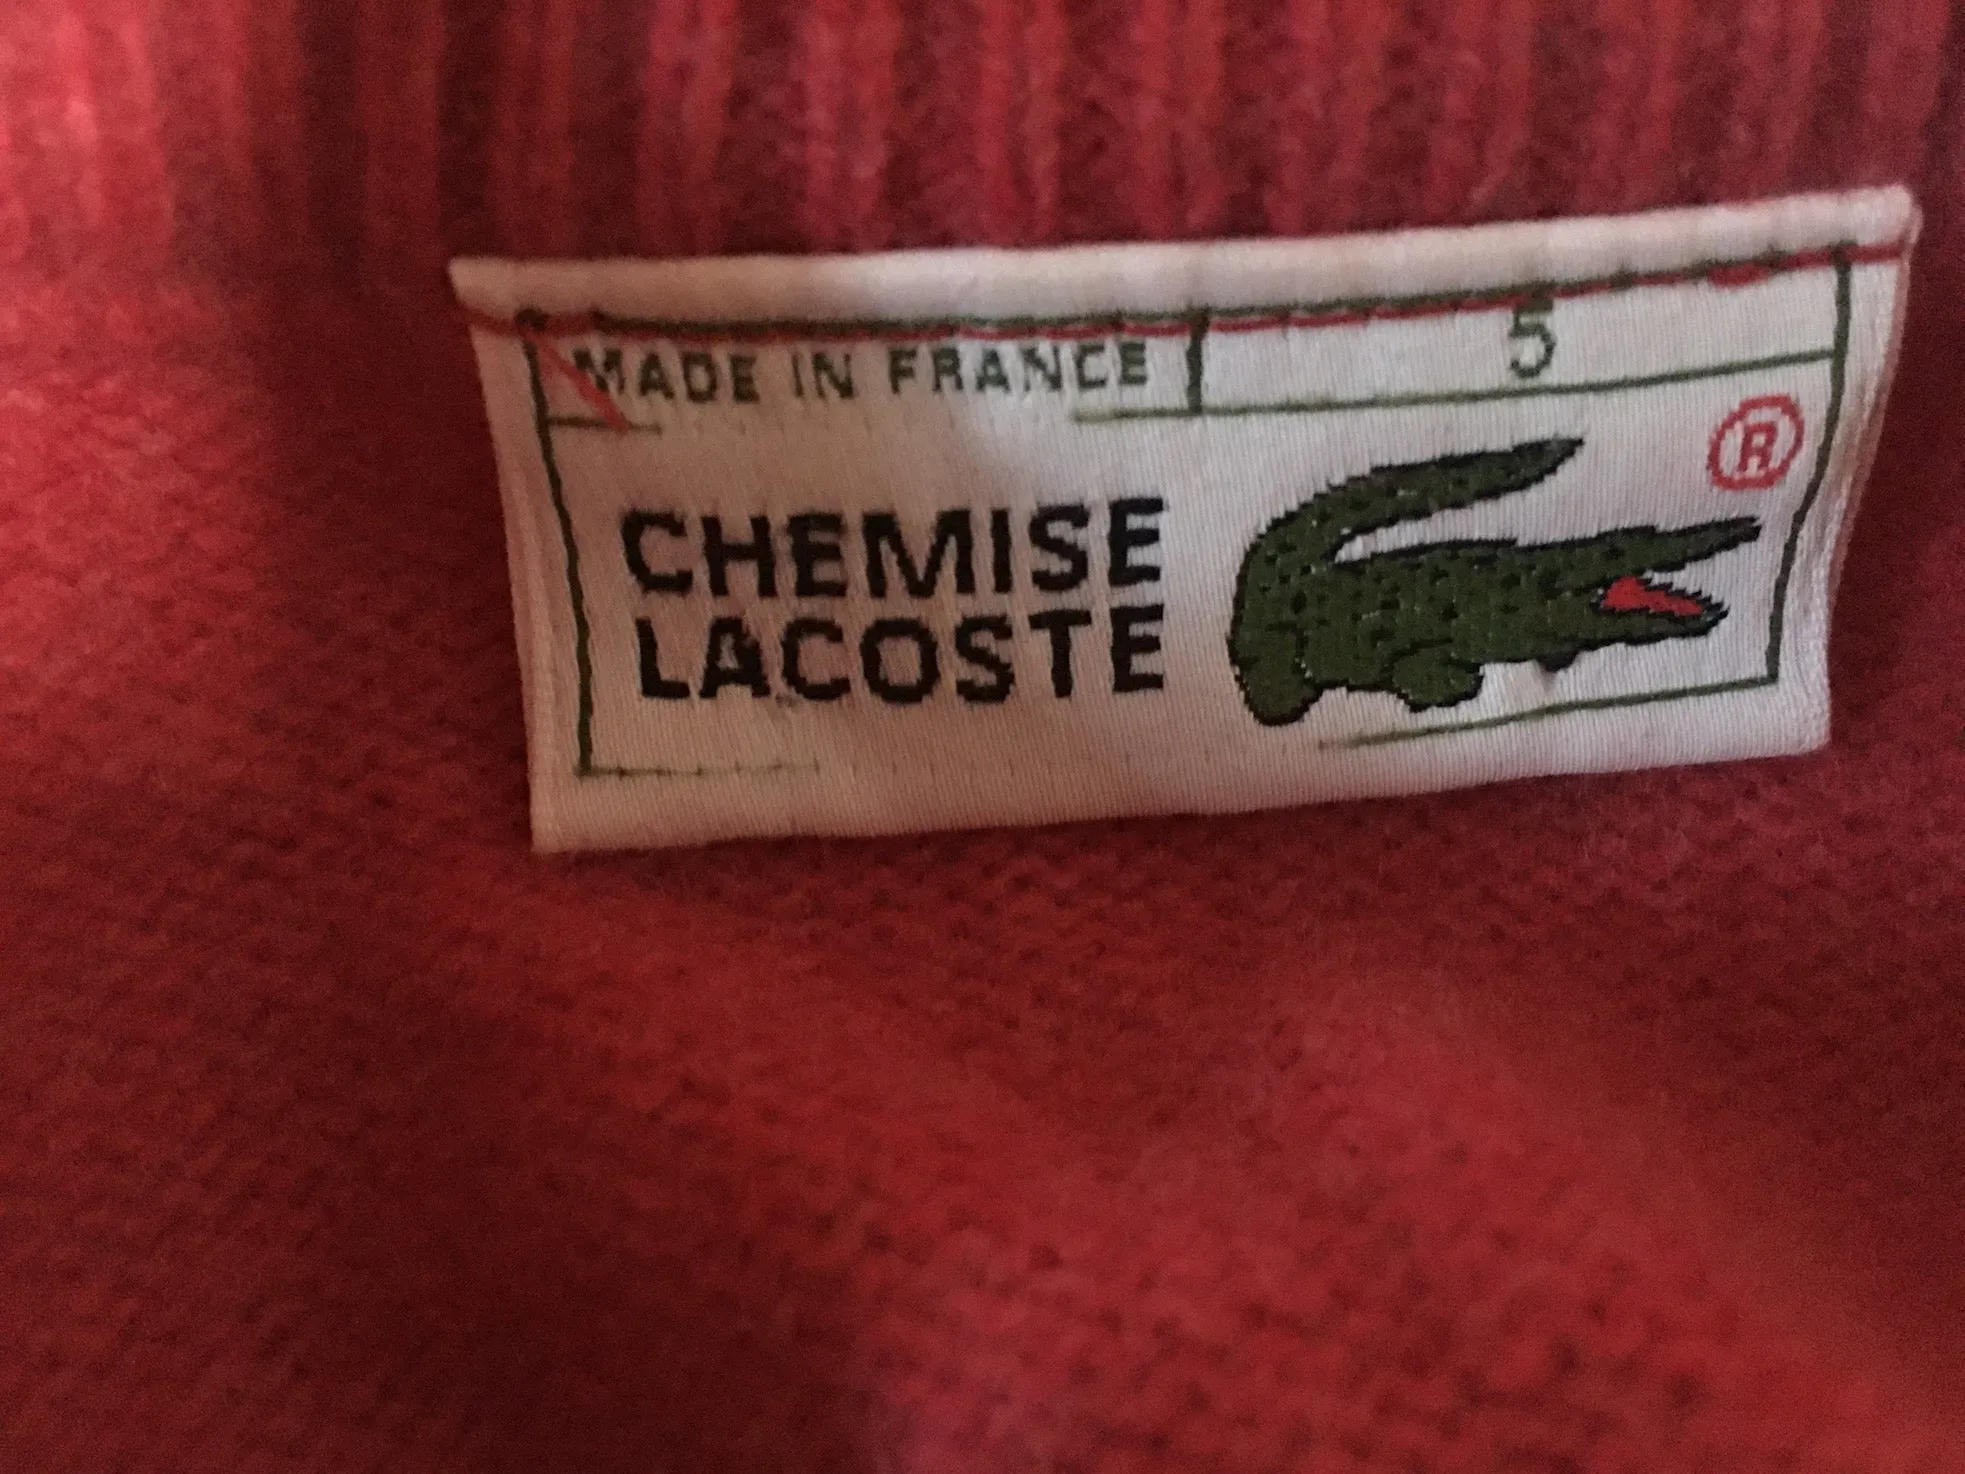 MADE IN FRANCE 5
®
CHEMISE
LACOSTE